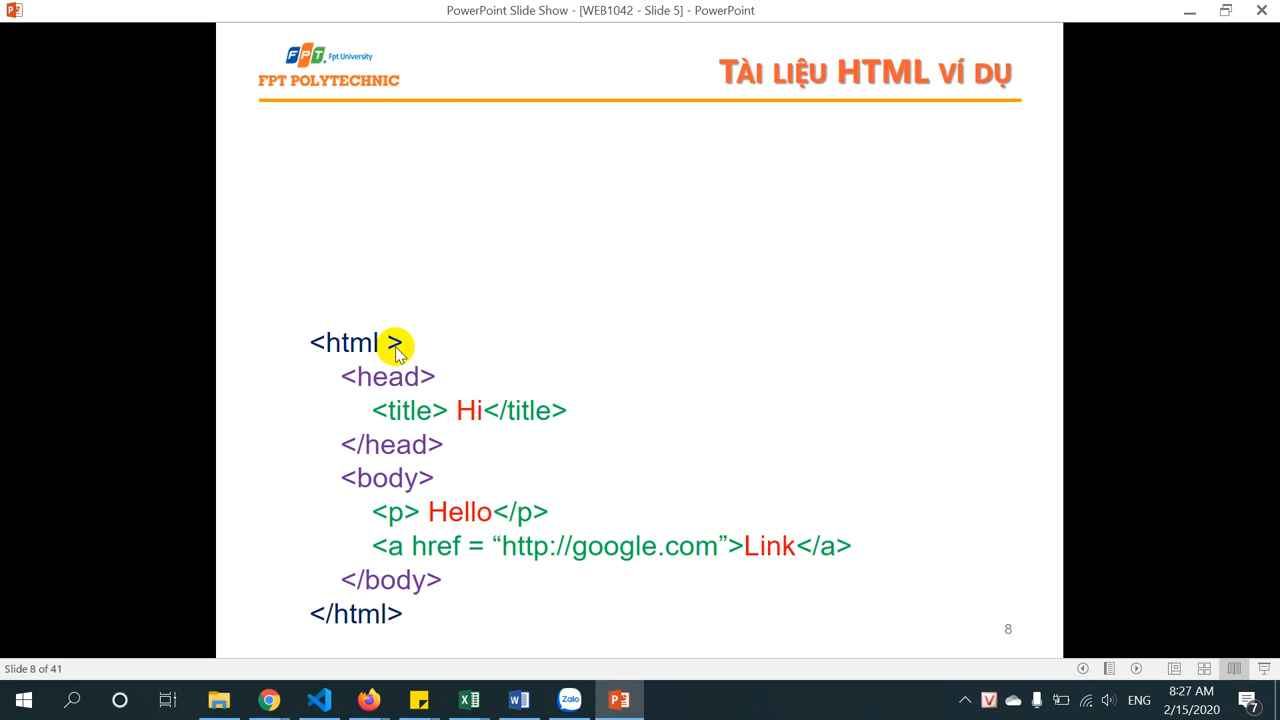 PowerPoint Slide Show - [WEB1042 - Slide 5] - PowerPoint
FPT. Fpt University
FPT POLYTECHNIC
TÀI LIỆU HTML VÍ DỤ
<html >
<head>
<title> Hi</title>
</head>
<body>
<p> Hello</p>
<a href = “http://google.com”>Link</a>
</body>
</html>
8
Slide 8 of 41
Zalo
ENG
8:27 AM
2/15/2020
7